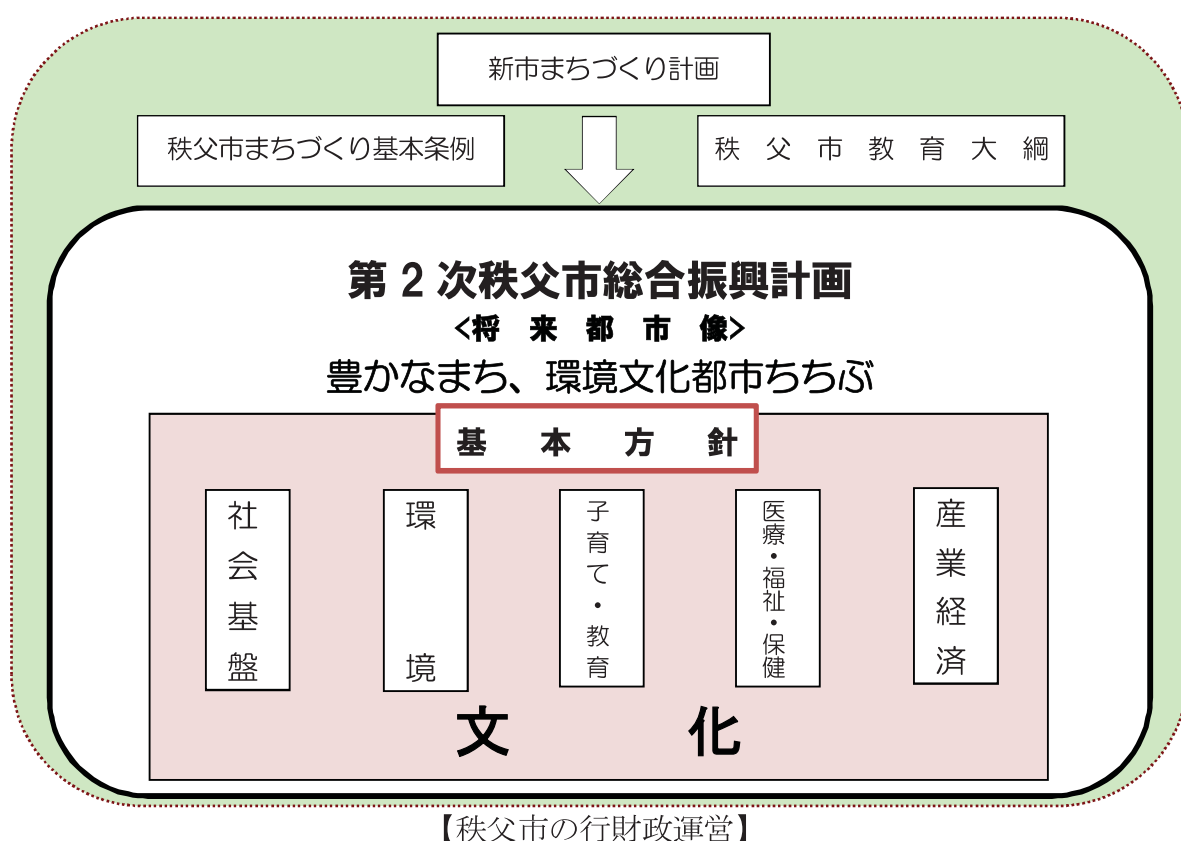 新市まちづくり計画
秩父市まちづくり基本条例
秩父市教育大綱
第2次秩父市総合振興計画
<将来都市像>
豊かなまち、環境文化都市ちちぶ
基本方針
社会基盤
環境
子育て・教育
医療・福祉・保健
産業経済
文化
【秩父市の行財政運営】